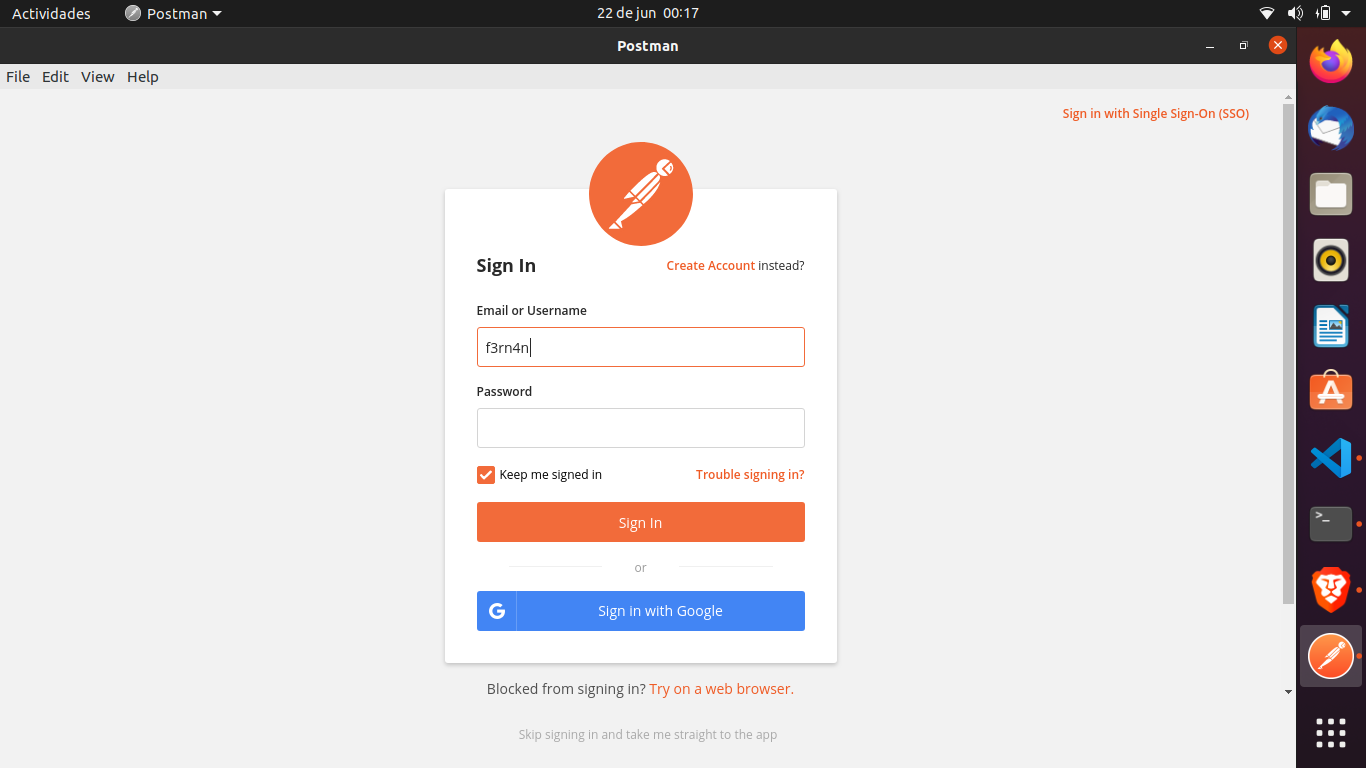 Actividades Postman 22 de jun 00:17
Postman
File Edit View Help
Sign in with Single Sign-On (SSO)
Sign In Create Account instead?
Email or Username
f3rn4n
Password
Keep me signed in Trouble signing in?
Sign In
or
G Sign in with Google
Blocked from signing in? Try on a web browser.
Skip signing in and take me straight to the app